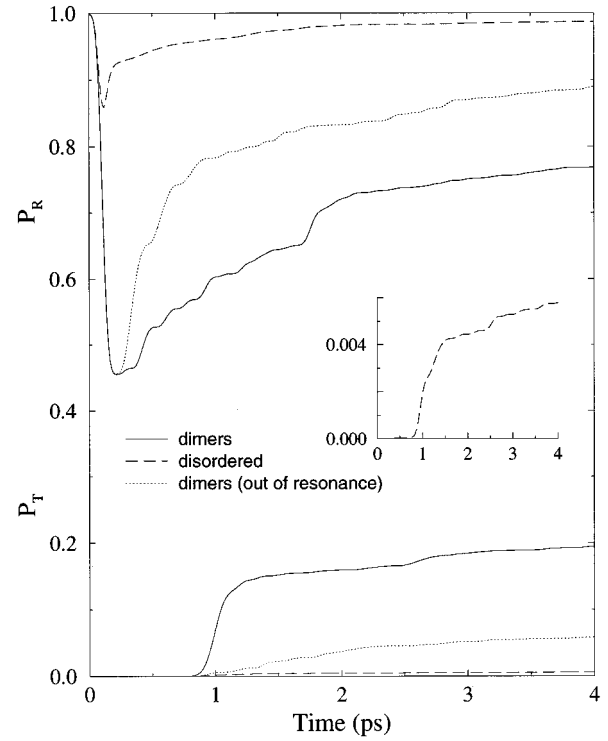 1.0
0.8
P_R
0.6
0.4
0.004
0.000
0 1 2 3 4
dimers
disordered
dimers (out of resonance)
P_T
0.2
0.0
0 1 2 3 4
Time (ps)